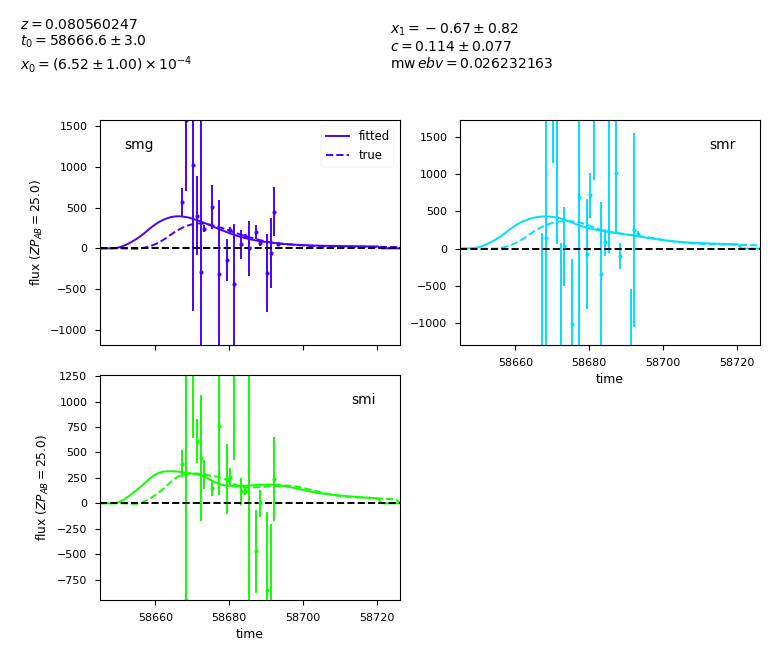 z = 0.080560247
t₀ = 58666.6 ± 3.0
x₀ = (6.52 ± 1.00) × 10⁻⁴
x₁ = −0.67 ± 0.82
c = 0.114 ± 0.077
mw ebv = 0.026232163
smg
fitted
true
1500
1000
500
0
−500
−1000
flux (ZP_AB = 25.0)
smr
1500
1000
500
0
−500
−1000
58660 58680 58700 58720
time
smi
1250
1000
750
500
250
0
−250
−500
−750
flux (ZP_AB = 25.0)
58660 58680 58700 58720
time